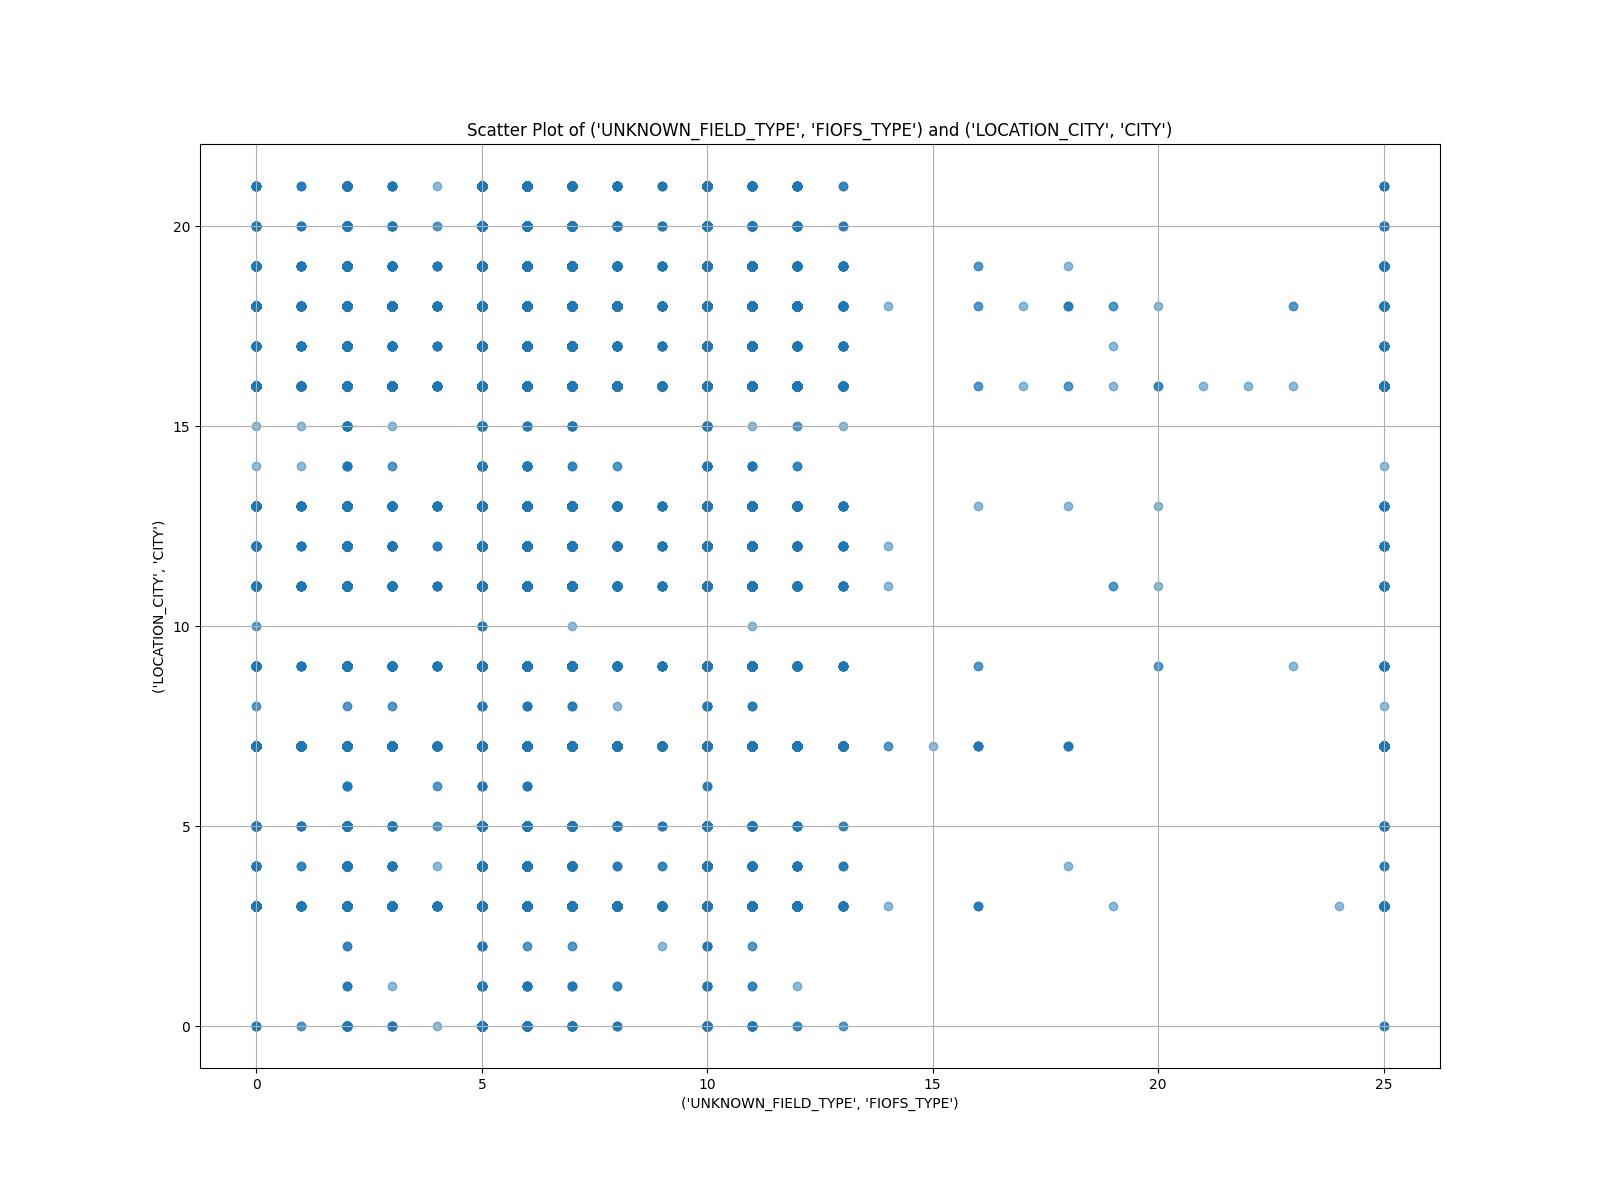 Scatter Plot of ('UNKNOWN_FIELD_TYPE', 'FIOFS_TYPE') and ('LOCATION_CITY', 'CITY')
20
15
10
5
0
('LOCATION_CITY', 'CITY')
0 5 10 15 20 25
('UNKNOWN_FIELD_TYPE', 'FIOFS_TYPE')